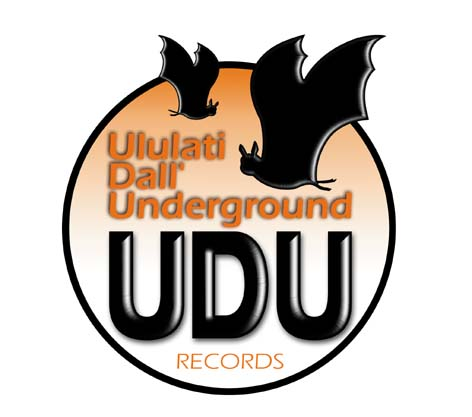 Ululati
Dall'
Underground
UDU
RECORDS